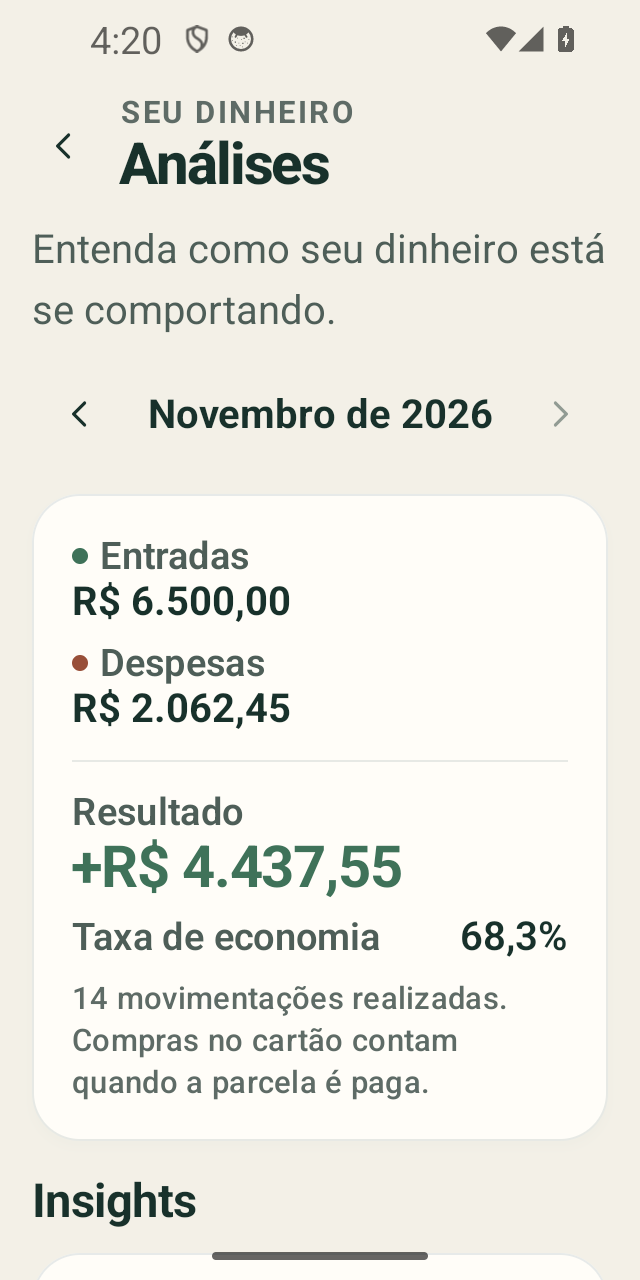 4:20
SEU DINHEIRO
Análises
Entenda como seu dinheiro está
se comportando.
Novembro de 2026
Entradas
R$ 6.500,00
Despesas
R$ 2.062,45
Resultado
+R$ 4.437,55
Taxa de economia 68,3%
14 movimentações realizadas.
Compras no cartão contam
quando a parcela é paga.
Insights